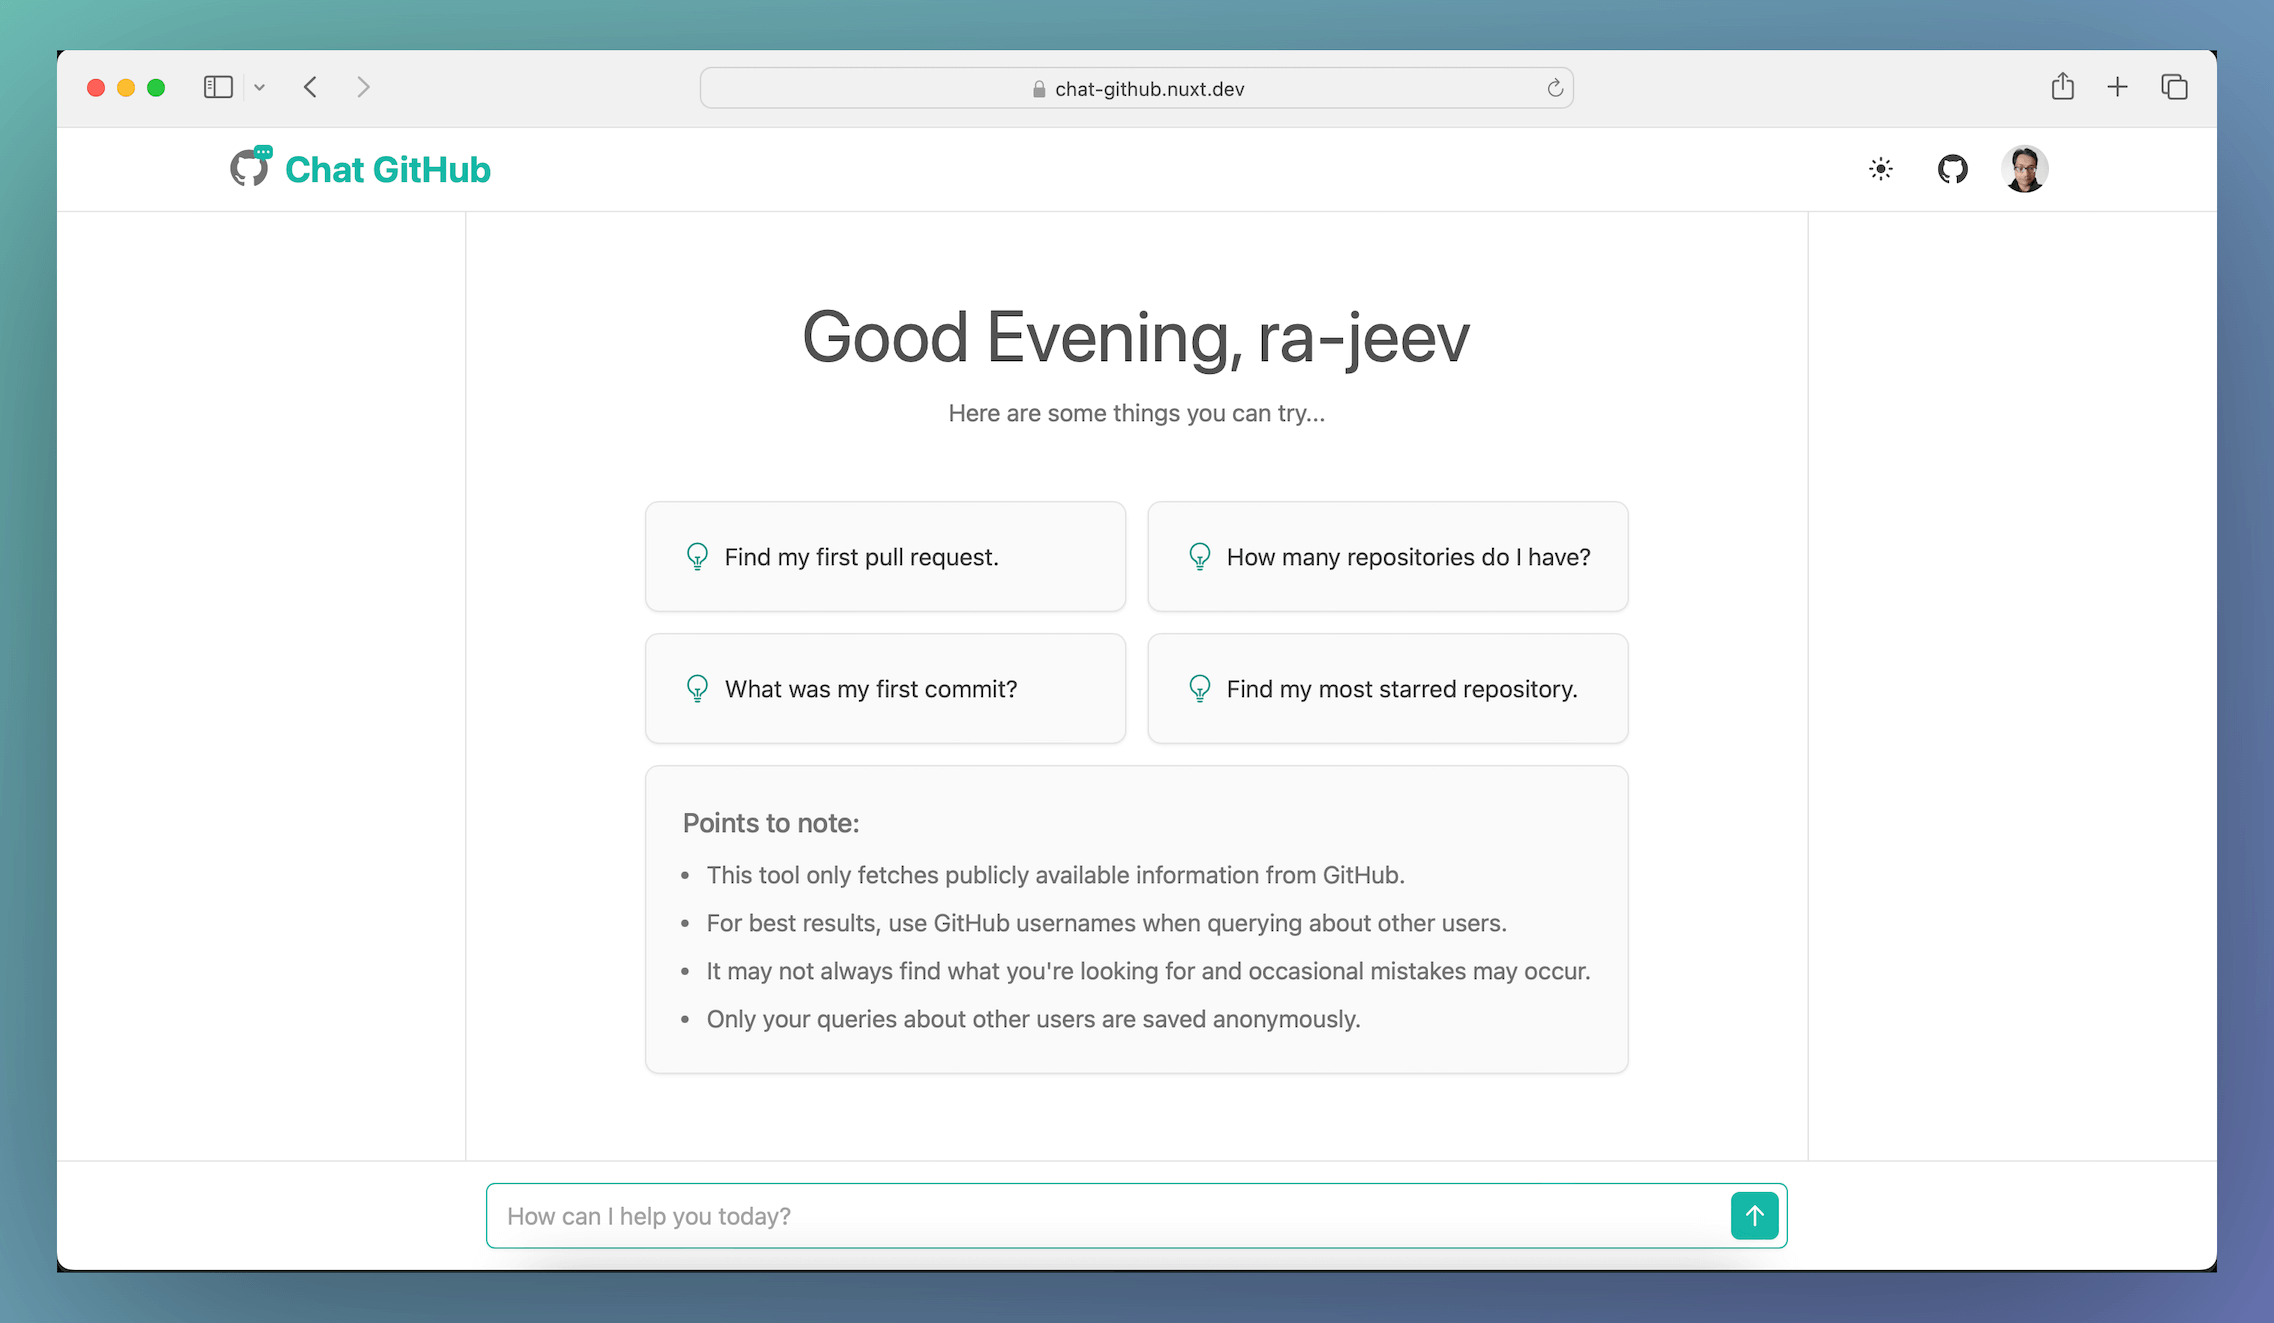 chat-github.nuxt.dev
Chat GitHub
Good Evening, ra-jeev
Here are some things you can try...
Find my first pull request.
How many repositories do I have?
What was my first commit?
Find my most starred repository.
Points to note:
• This tool only fetches publicly available information from GitHub.
• For best results, use GitHub usernames when querying about other users.
• It may not always find what you're looking for and occasional mistakes may occur.
• Only your queries about other users are saved anonymously.
How can I help you today?